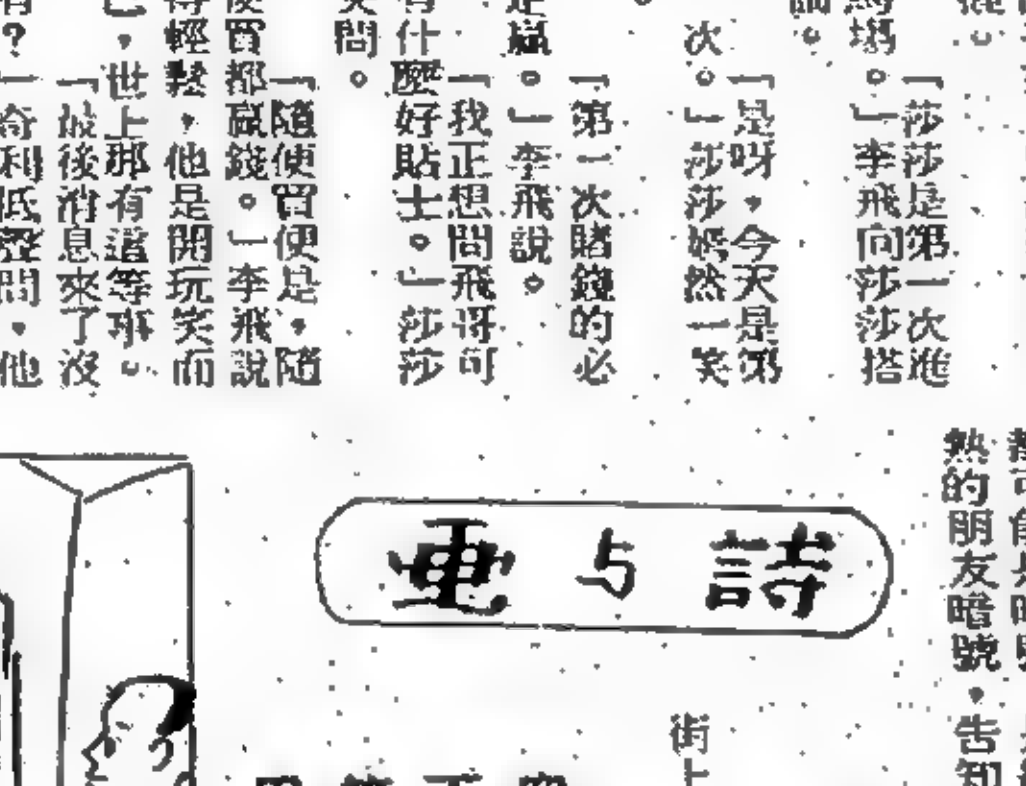 「莎莎是第一次進
馬場。」李飛向莎莎搭
「是呀，今天是第
次。」莎莎嫣然一笑
「第一次賭錢的必
是贏。」李飛說。
「我正想問飛哥可
有什麼好貼士。」莎莎
笑問。
「隨便買便是，隨
便買都贏錢。」李飛說
得輕鬆，他是開玩笑而
已，世上那有這等事。
「最後消息來了沒
有？一奇利低聲問，他
熱的朋友暗號，告知
詩与画
街上